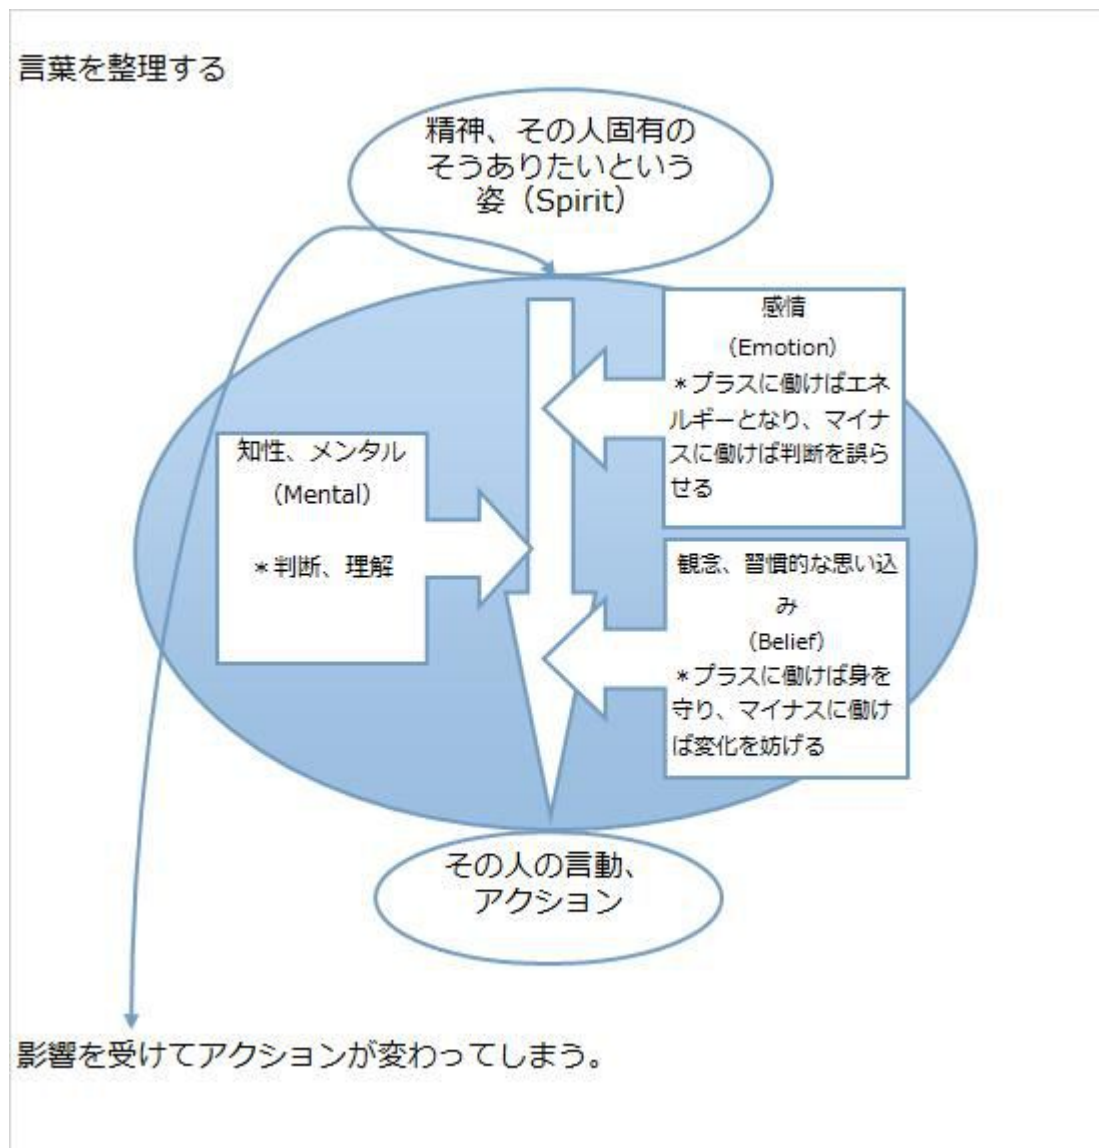 言葉を整理する
精神、その人固有の
そうありたいという
姿（Spirit）
感情
（Emotion）
＊プラスに働けばエネ
ルギーとなり、マイナ
スに働けば判断を誤ら
せる
知性、メンタル
（Mental）
＊判断、理解
観念、習慣的な思い込
み
（Belief）
＊プラスに働けば身を
守り、マイナスに働け
ば変化を妨げる
その人の言動、
アクション
影響を受けてアクションが変わってしまう。